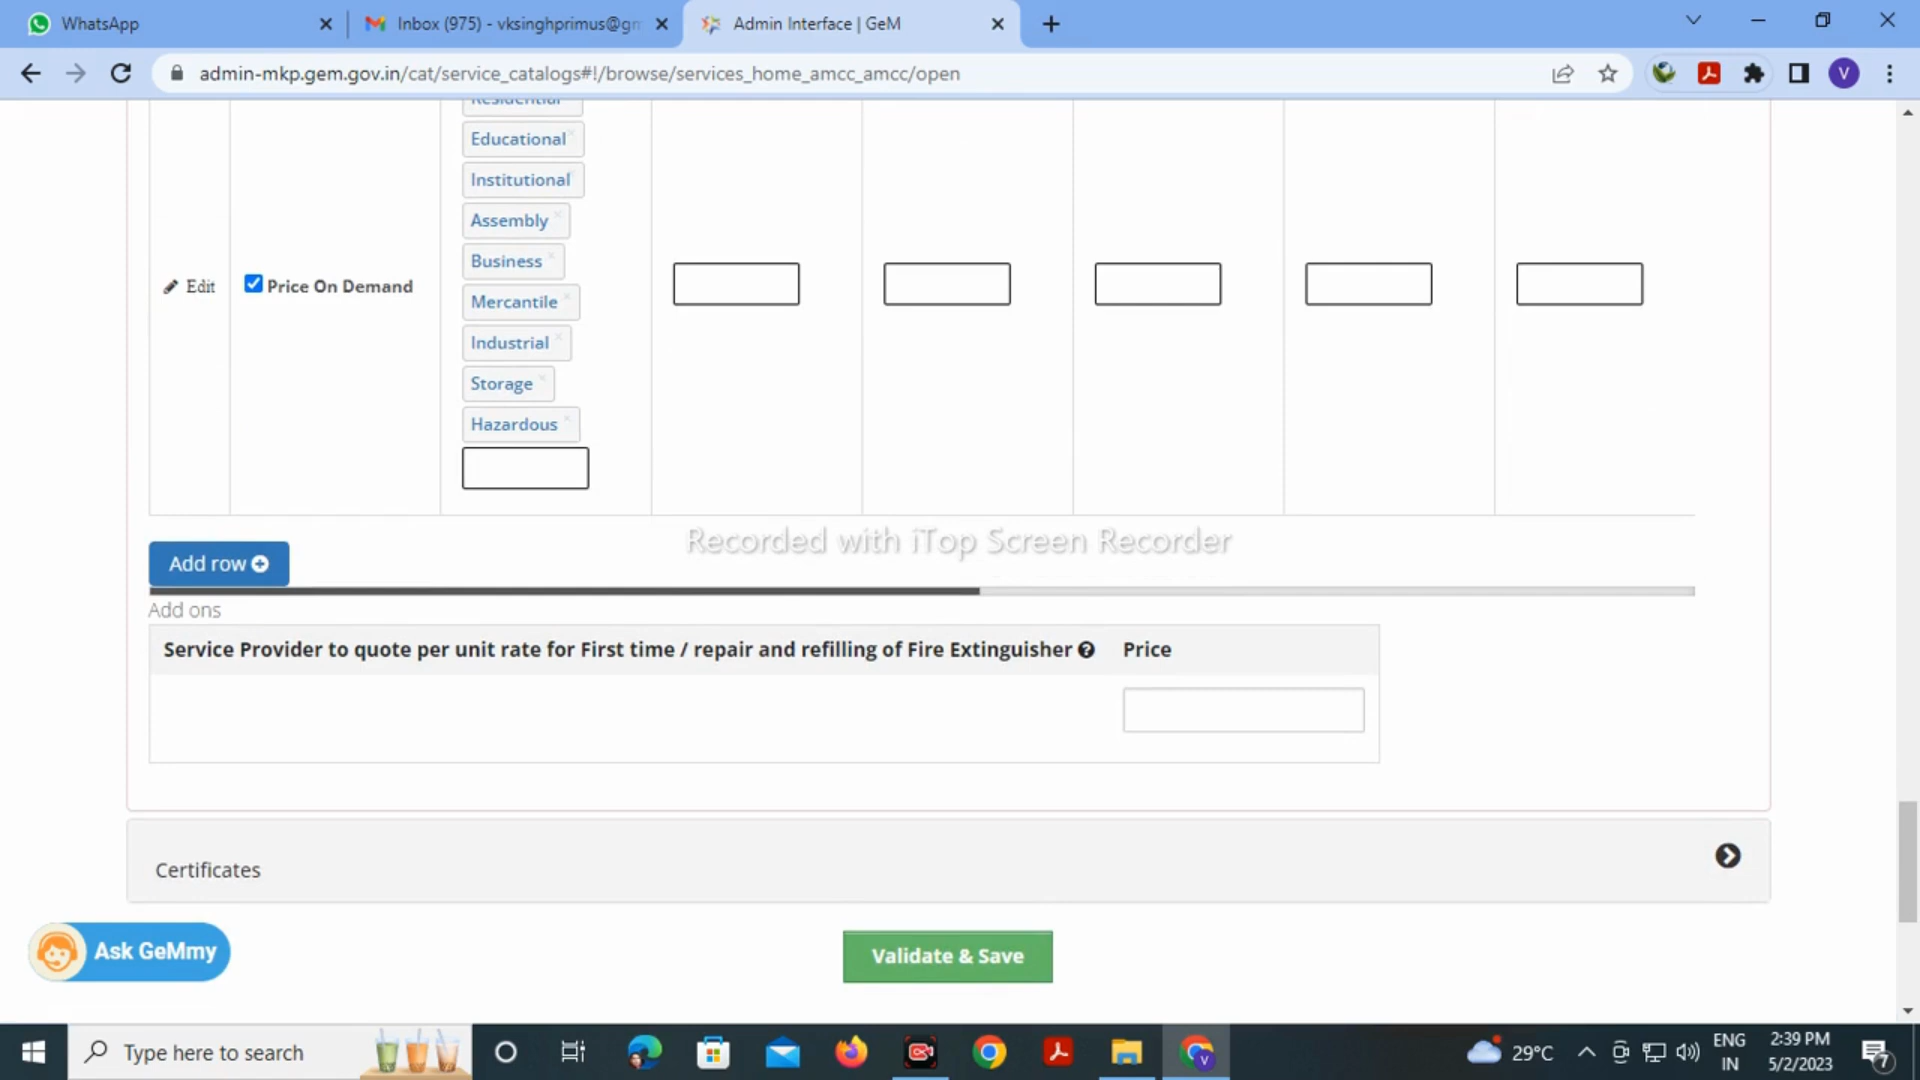 WhatsApp
Inbox (975) - vksinghprimus@gm
Admin Interface | GeM
admin-mkp.gem.gov.in/cat/service_catalogs#!/browse/services_home_amcc_amcc/open
V
Residential
Educational
Institutional
Assembly
Business
Edit
Price On Demand
Mercantile
Industrial
Storage
Hazardous
Recorded with iTop Screen Recorder
Add row
Add ons
Service Provider to quote per unit rate for First time / repair and refilling of Fire Extinguisher
Price
Certificates
Ask GeMmy
Validate & Save
Type here to search
29°C
ENG
IN
2:39 PM
5/2/2023
7